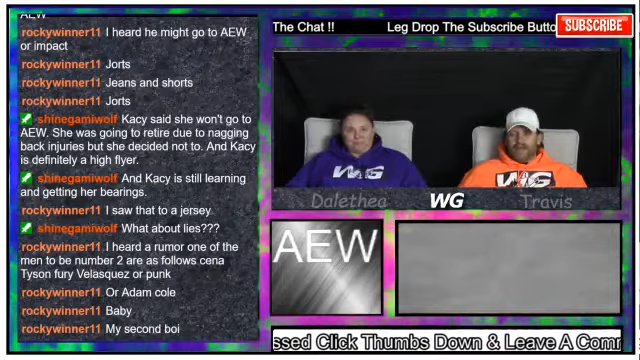 AEW
rockywinner11 I heard he might go to AEW
or impact
rockywinner11 Jorts
rockywinner11 Jeans and shorts
rockywinner11 Jorts
shinegamiwolf Kacy said she won't go to
AEW. She was going to retire due to nagging
back injuries but she decided not to. And Kacy
is definitely a high flyer.
shinegamiwolf And Kacy is still learning
and getting her bearings.
rockywinner11 I saw that to a jersey
shinegamiwolf What about lies???
rockywinner11 I heard a rumor one of the
men to be number 2 are as follows cena
Tyson fury Velasquez or punk
rockywinner11 Or Adam cole
rockywinner11 Baby
rockywinner11 My second boi
The Chat !! Leg Drop The Subscribe Butto
SUBSCRIBE
WG
WG
Dalethea WG Travis
AEW
ssed Click Thumbs Down & Leave A Com